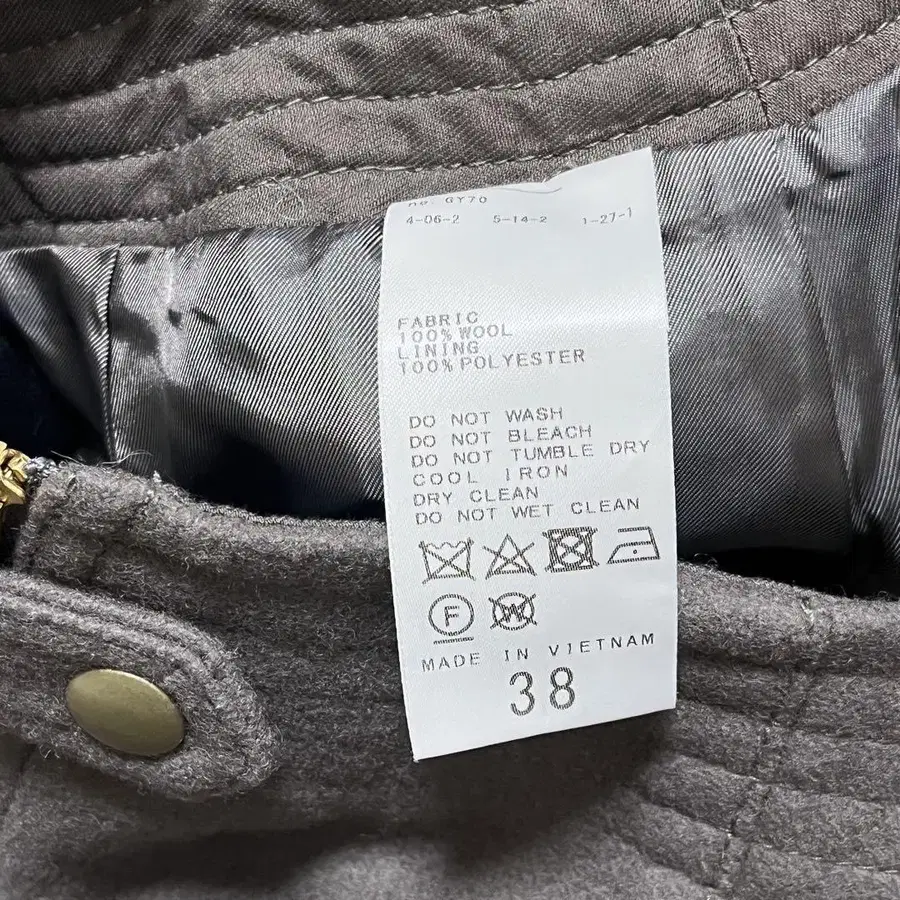 no. GY70
4-06-2 5-14-2 1-27-1
FABRIC
100% WOOL
LINING
100% POLYESTER
DO NOT WASH
DO NOT BLEACH
DO NOT TUMBLE DRY
COOL IRON
DRY CLEAN
DO NOT WET CLEAN
F W
MADE IN VIETNAM
38